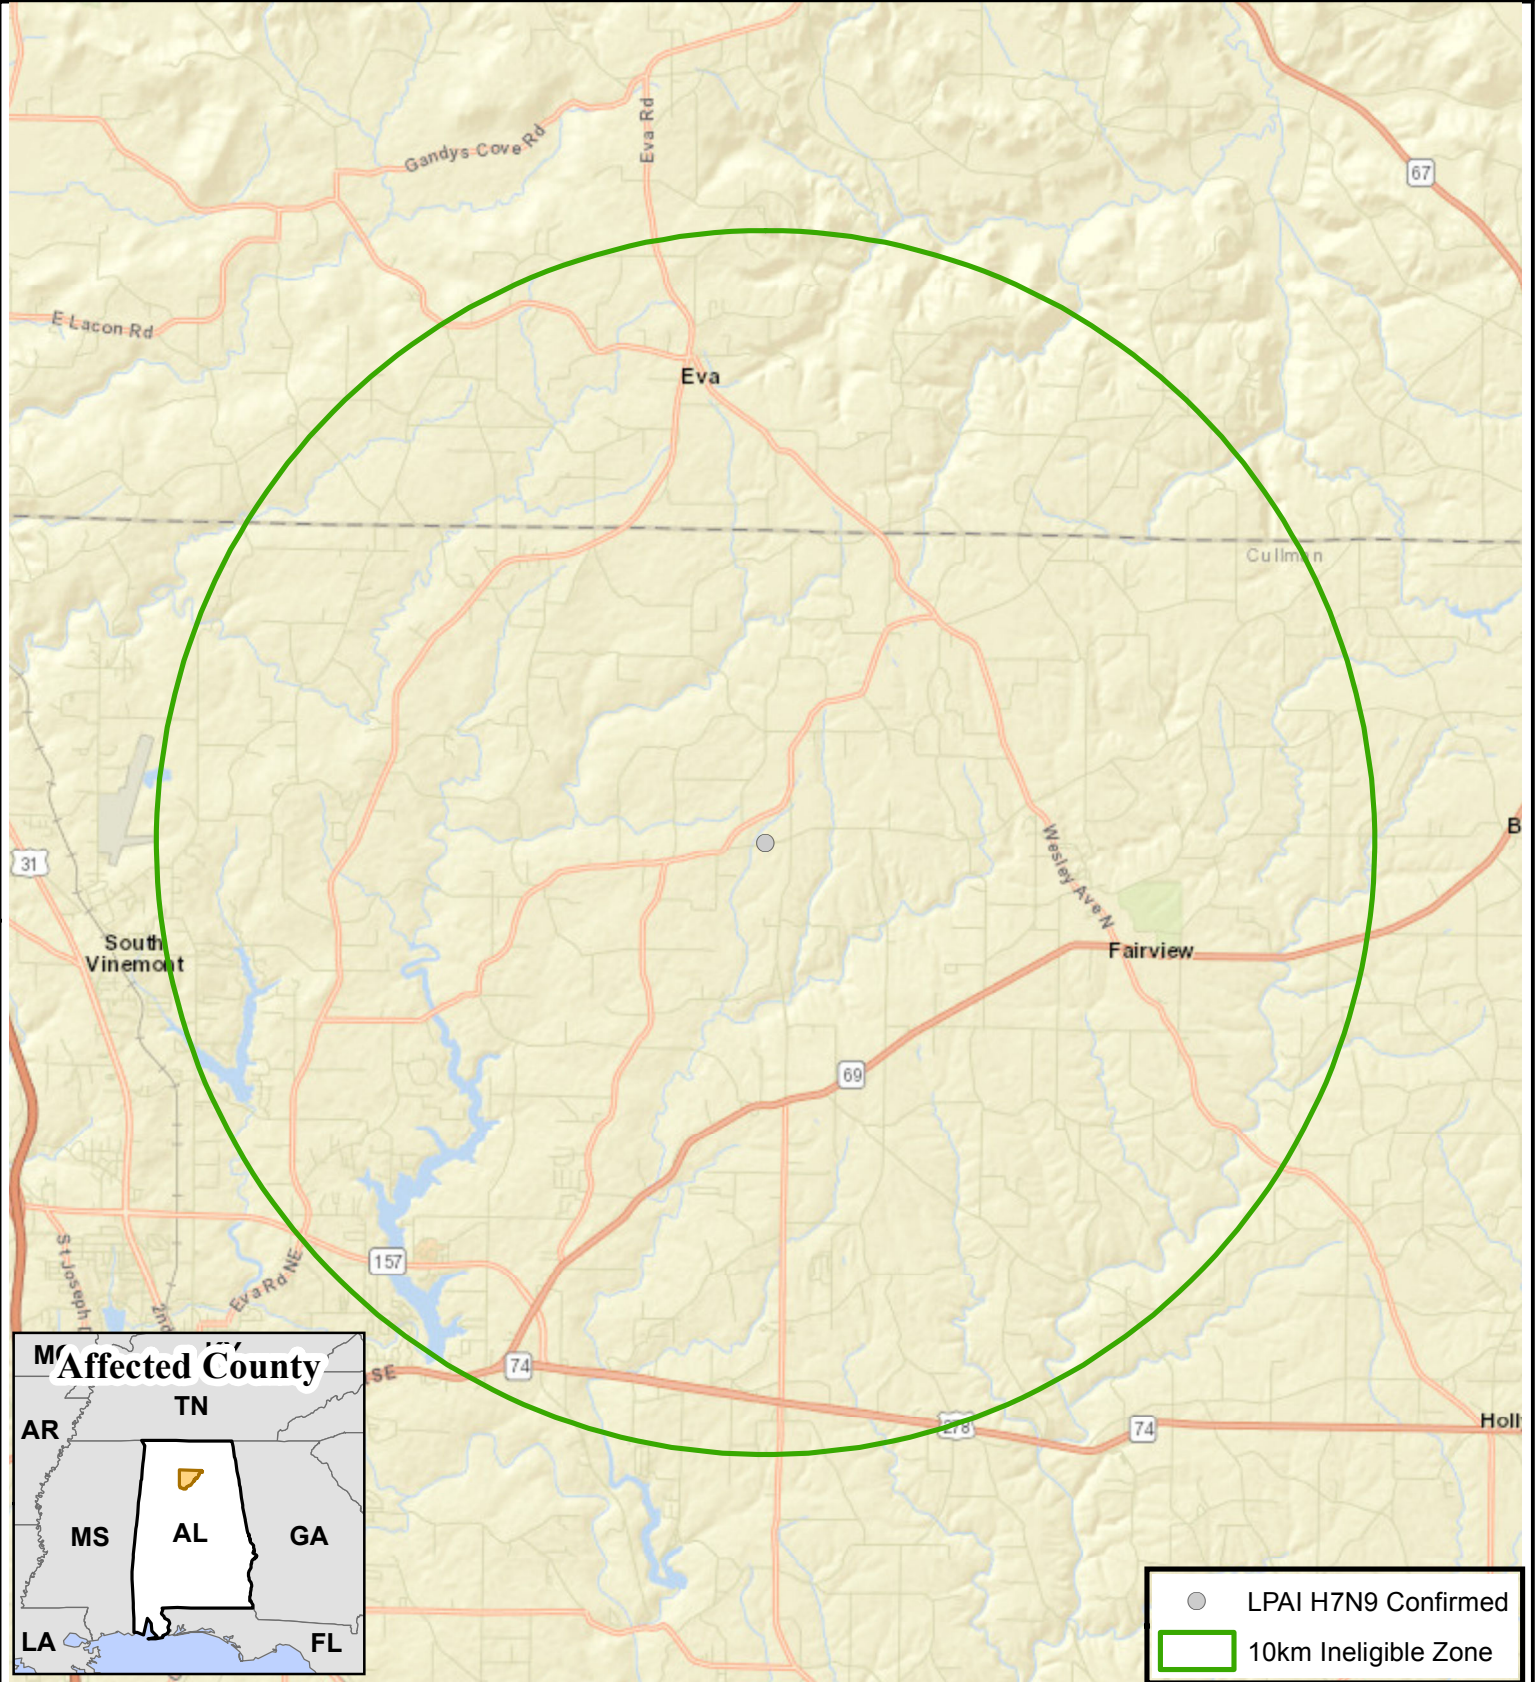 Gandys Cove Rd
Eva Rd
67
E Lacon Rd
Eva
Cullman
31
Wesley Ave N
South
Vinemont
Fairview
69
157
St Joseph
Eva Rd NE
2nd
SE
74
278
74
Holl
Affected County
TN
AR
MS
AL
GA
LA
FL
LPAI H7N9 Confirmed
10km Ineligible Zone